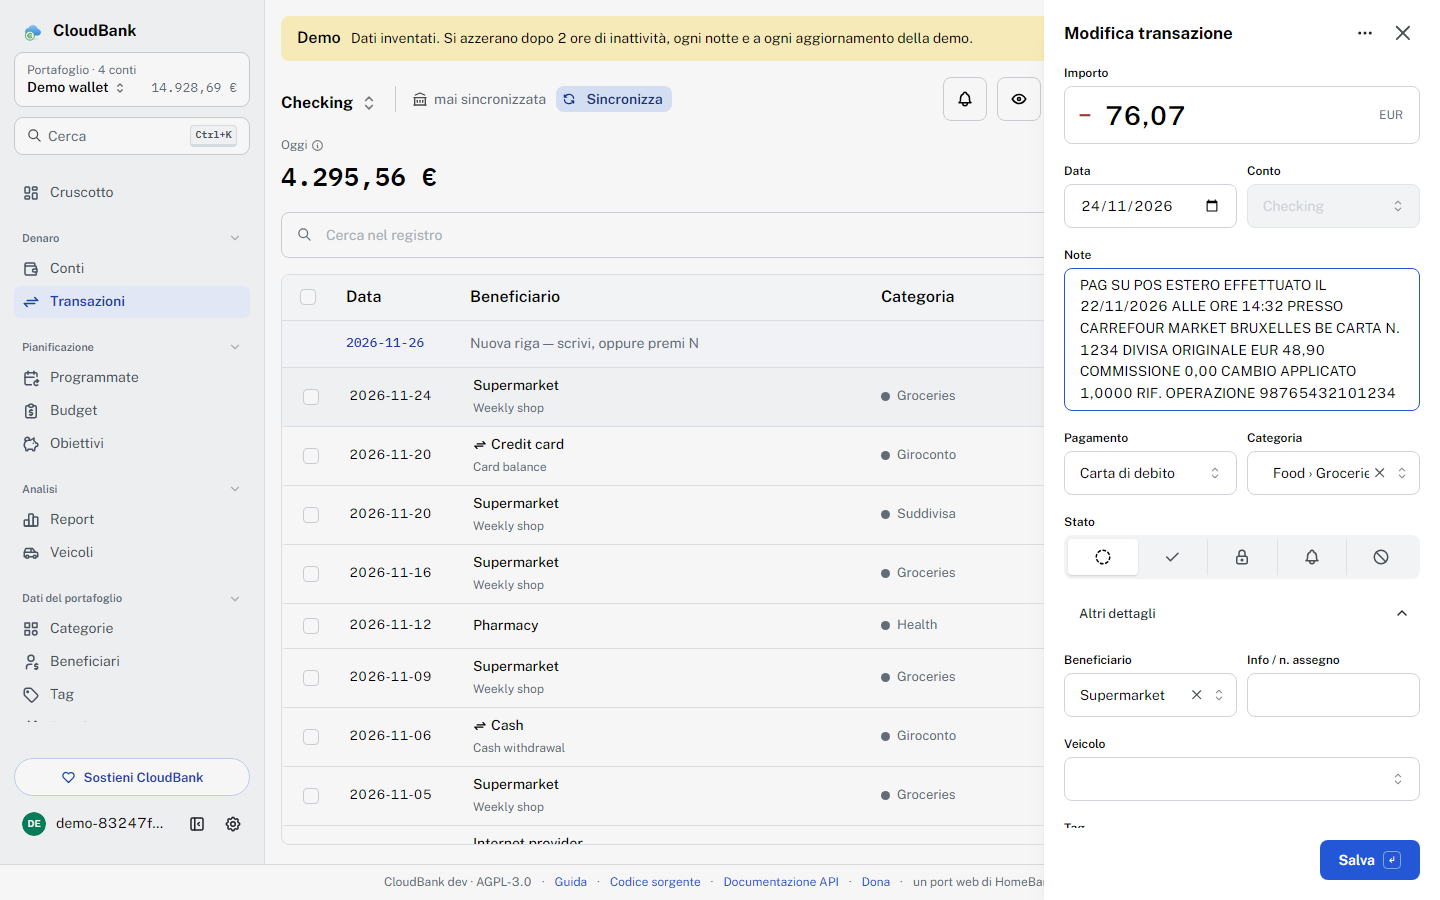 CloudBank
Portafoglio · 4 conti
Demo wallet 14.928,69 €
Cerca Ctrl+K
Cruscotto
Denaro
Conti
Transazioni
Pianificazione
Programmate
Budget
Obiettivi
Analisi
Report
Veicoli
Dati del portafoglio
Categorie
Beneficiari
Tag
Sostieni CloudBank
DE demo-83247f...
Demo Dati inventati. Si azzerano dopo 2 ore di inattività, ogni notte e a ogni aggiornamento della demo.
Checking mai sincronizzata Sincronizza
Oggi
4.295,56 €
Cerca nel registro
Data Beneficiario Categoria
2026-11-26 Nuova riga — scrivi, oppure premi N
2026-11-24 Supermarket Groceries
Weekly shop
2026-11-20 Credit card Giroconto
Card balance
2026-11-20 Supermarket Suddivisa
Weekly shop
2026-11-16 Supermarket Groceries
Weekly shop
2026-11-12 Pharmacy Health
2026-11-09 Supermarket Groceries
Weekly shop
2026-11-06 Cash Giroconto
Cash withdrawal
2026-11-05 Supermarket Groceries
Weekly shop
Internet provider
CloudBank dev · AGPL-3.0 · Guida · Codice sorgente · Documentazione API · Dona · un port web di HomeBa
Modifica transazione
Importo
− 76,07 EUR
Data Conto
24/11/2026 Checking
Note
PAG SU POS ESTERO EFFETTUATO IL
22/11/2026 ALLE ORE 14:32 PRESSO
CARREFOUR MARKET BRUXELLES BE CARTA N.
1234 DIVISA ORIGINALE EUR 48,90
COMMISSIONE 0,00 CAMBIO APPLICATO
1,0000 RIF. OPERAZIONE 98765432101234
Pagamento Categoria
Carta di debito Food › Grocerie
Stato
Altri dettagli
Beneficiario Info / n. assegno
Supermarket
Veicolo
Tag
Salva